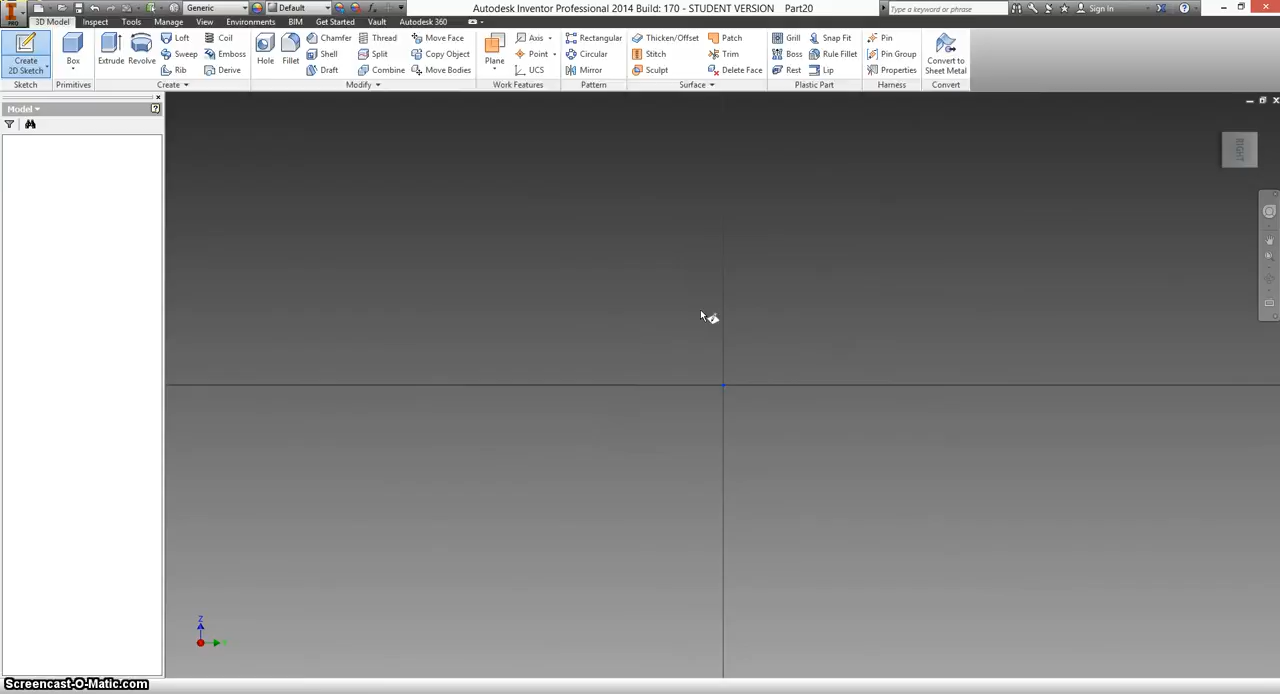 Generic
Default
Autodesk Inventor Professional 2014 Build: 170 - STUDENT VERSION Part20
Type a keyword or phrase
Sign In
PRO
3D Model Inspect Tools Manage View Environments BIM Get Started Vault Autodesk 360
Create
2D Sketch
Box
Extrude
Revolve
Loft
Coil
Sweep
Emboss
Rib
Derive
Hole
Fillet
Chamfer
Thread
Move Face
Shell
Split
Copy Object
Draft
Combine
Move Bodies
Plane
Axis
Point
UCS
Rectangular
Circular
Mirror
Thicken/Offset
Patch
Stitch
Trim
Sculpt
Delete Face
Grill
Snap Fit
Boss
Rule Fillet
Rest
Lip
Pin
Pin Group
Properties
Convert to
Sheet Metal
Sketch Primitives Create Modify Work Features Pattern Surface Plastic Part Harness Convert
Model
RIGHT
Z
Screencast-O-Matic.com